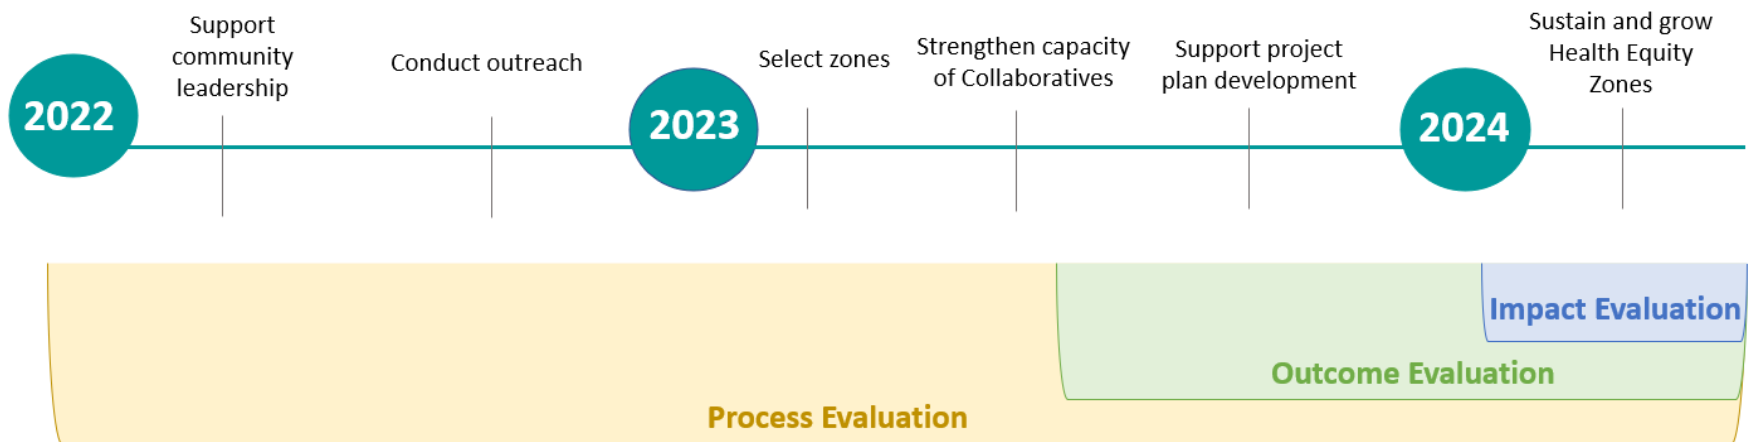 2022
Support
community
leadership
Conduct outreach
2023
Select zones
Strengthen capacity
of Collaboratives
Support project
plan development
2024
Sustain and grow
Health Equity
Zones
Impact Evaluation
Outcome Evaluation
Process Evaluation